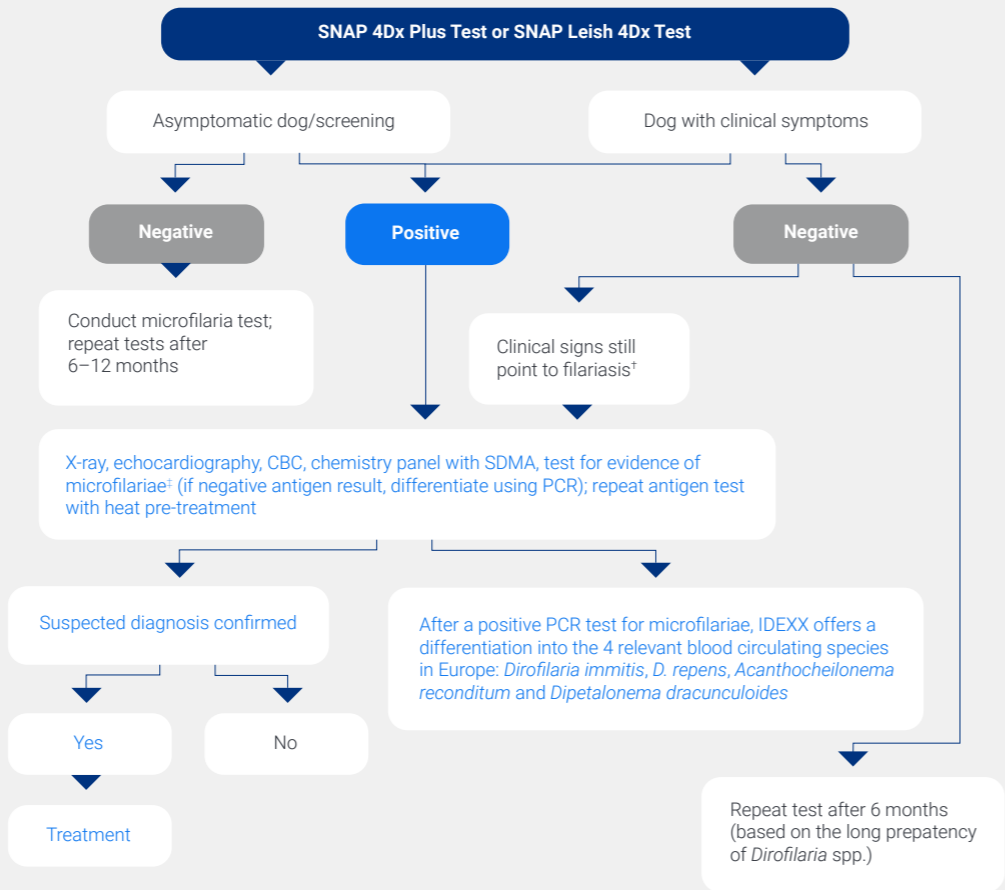 SNAP 4Dx Plus Test or SNAP Leish 4Dx Test
Asymptomatic dog/screening
Dog with clinical symptoms
Negative
Positive
Negative
Conduct microfilaria test;
repeat tests after
6–12 months
Clinical signs still
point to filariasis†
X-ray, echocardiography, CBC, chemistry panel with SDMA, test for evidence of
microfilariae‡ (if negative antigen result, differentiate using PCR); repeat antigen test
with heat pre-treatment
Suspected diagnosis confirmed
After a positive PCR test for microfilariae, IDEXX offers a
differentiation into the 4 relevant blood circulating species
in Europe: Dirofilaria immitis, D. repens, Acanthocheilonema
reconditum and Dipetalonema dracunculoides
Yes
No
Treatment
Repeat test after 6 months
(based on the long prepatency
of Dirofilaria spp.)